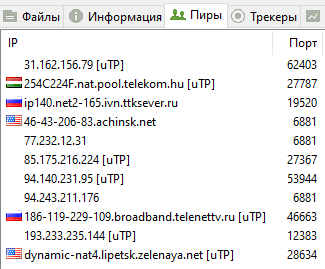 Файлы Информация Пиры Трекеры
IP Порт
31.162.156.79 [uTP] 62403
254C224F.nat.pool.telekom.hu [uTP] 27787
ip140.net2-165.ivn.ttksever.ru 19520
46-43-206-83.achinsk.net 6881
77.232.12.31 6881
85.175.216.224 [uTP] 27367
94.140.231.95 [uTP] 53944
94.243.211.176 6881
186-119-229-109.broadband.telenettv.ru [uTP] 46663
193.233.235.144 [uTP] 12383
dynamic-nat4.lipetsk.zelenaya.net [uTP] 28634